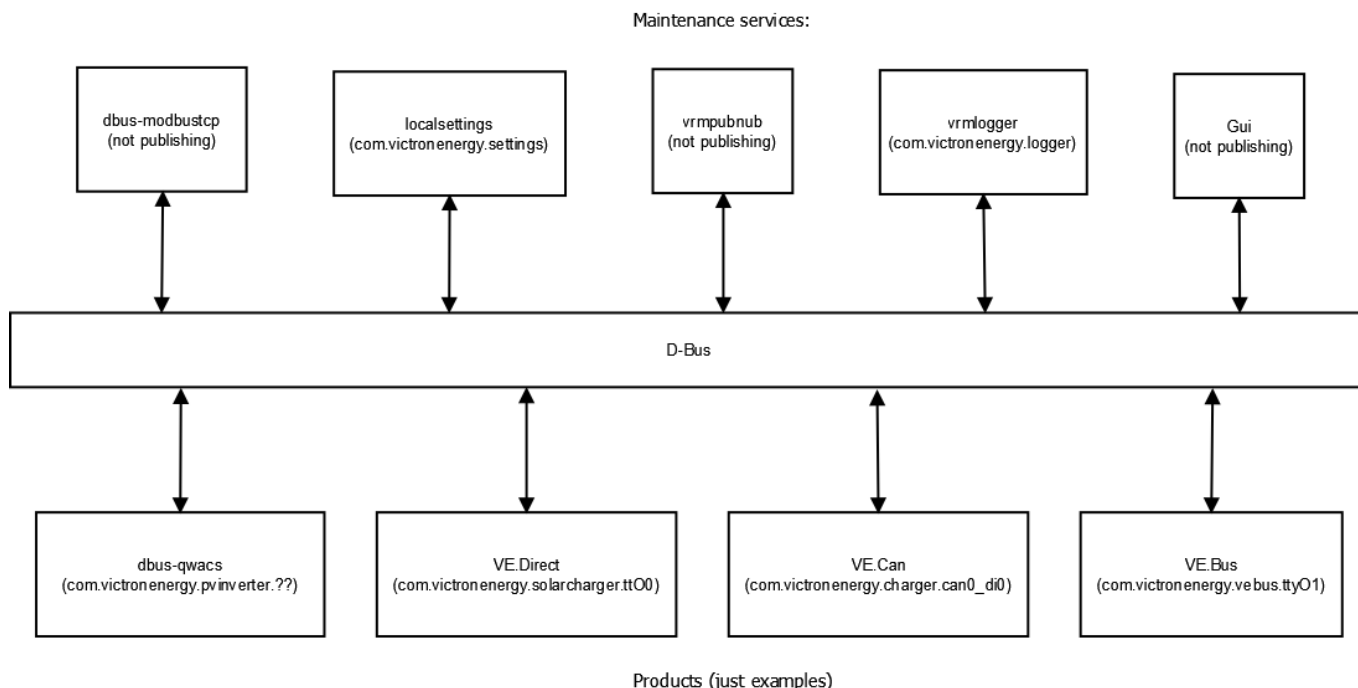 Maintenance services:
dbus-modbustcp
(not publishing)
localsettings
(com.victronenergy.settings)
vrmpubnub
(not publishing)
vrmlogger
(com.victronenergy.logger)
Gui
(not publishing)
D-Bus
dbus-qwacs
(com.victronenergy.pvinverter.??)
VE.Direct
(com.victronenergy.solarcharger.ttO0)
VE.Can
(com.victronenergy.charger.can0_di0)
VE.Bus
(com.victronenergy.vebus.ttyO1)
Products (just examples)